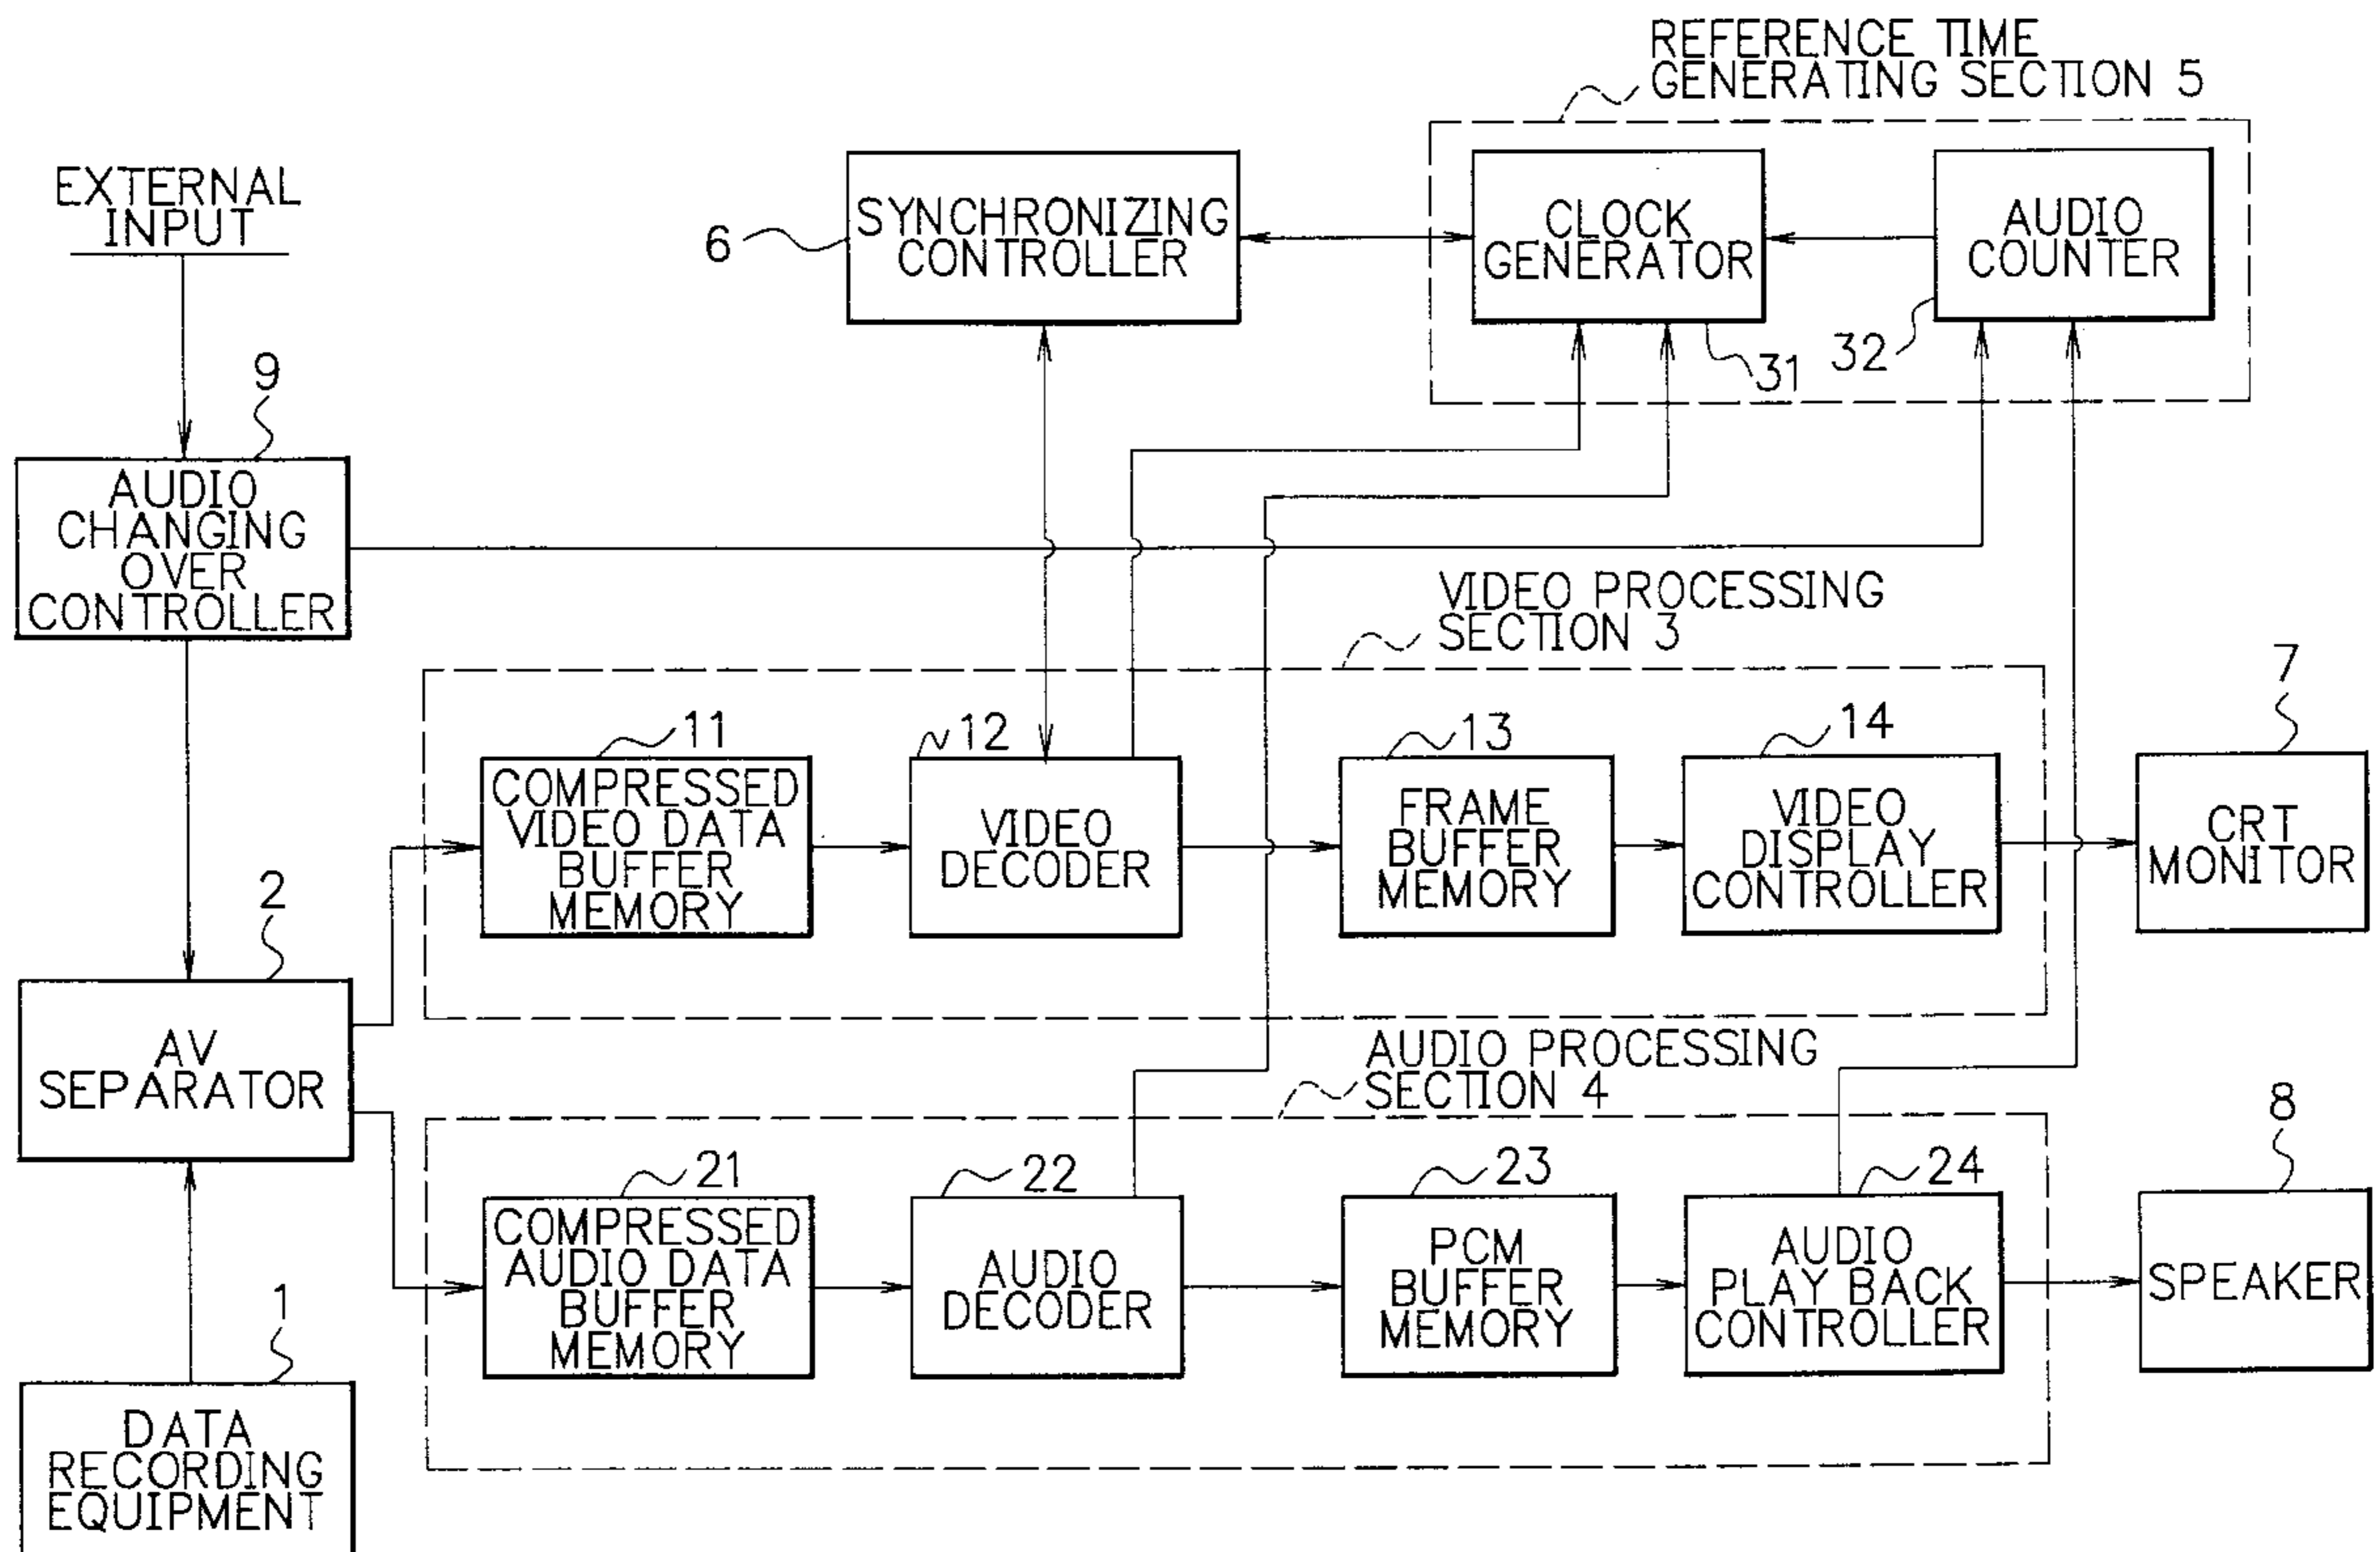 REFERENCE TIME
GENERATING SECTION 5
EXTERNAL
INPUT
6
SYNCHRONIZING
CONTROLLER
CLOCK
GENERATOR
AUDIO
COUNTER
31
32
9
AUDIO
CHANGING
OVER
CONTROLLER
VIDEO PROCESSING
SECTION 3
11
COMPRESSED
VIDEO DATA
BUFFER
MEMORY
12
VIDEO
DECODER
13
FRAME
BUFFER
MEMORY
14
VIDEO
DISPLAY
CONTROLLER
7
CRT
MONITOR
2
AV
SEPARATOR
AUDIO PROCESSING
SECTION 4
21
COMPRESSED
AUDIO DATA
BUFFER
MEMORY
22
AUDIO
DECODER
23
PCM
BUFFER
MEMORY
24
AUDIO
PLAY BACK
CONTROLLER
8
SPEAKER
1
DATA
RECORDING
EQUIPMENT